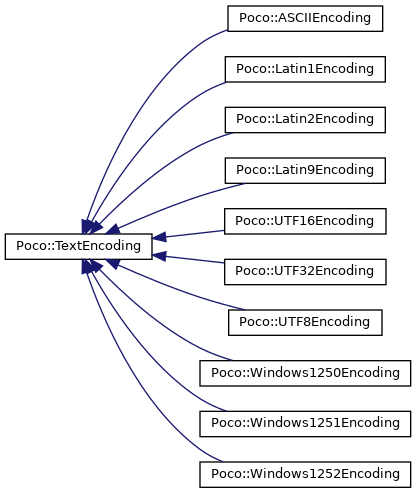 Poco::ASCIIEncoding
Poco::Latin1Encoding
Poco::Latin2Encoding
Poco::Latin9Encoding
Poco::UTF16Encoding
Poco::TextEncoding
Poco::UTF32Encoding
Poco::UTF8Encoding
Poco::Windows1250Encoding
Poco::Windows1251Encoding
Poco::Windows1252Encoding